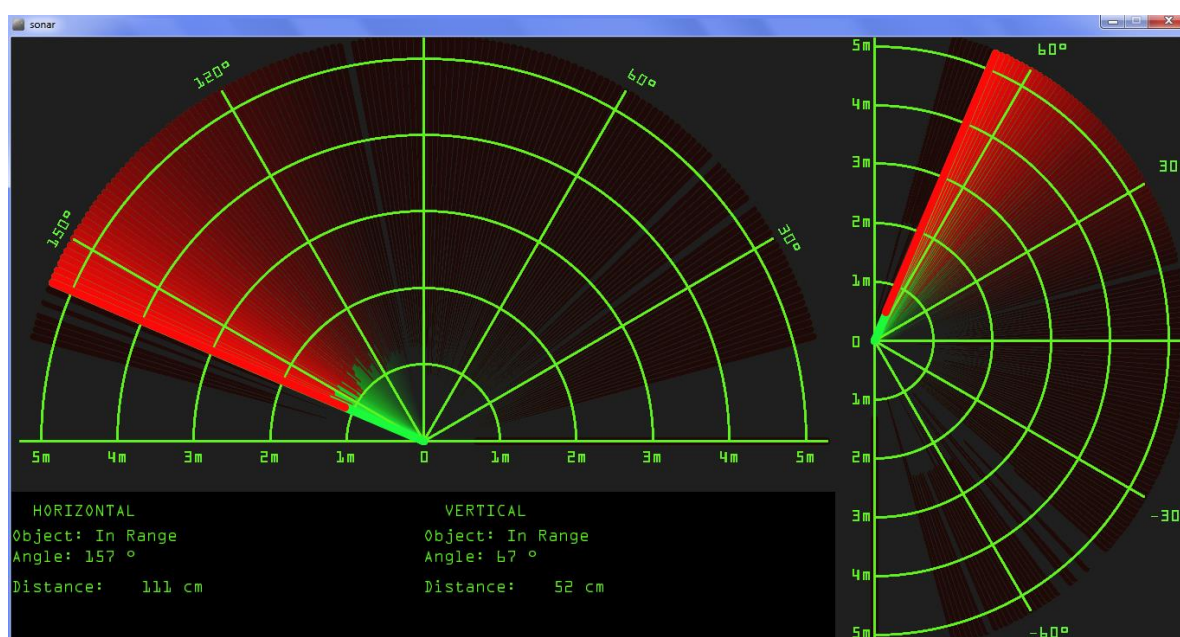 sonar
120°
60°
150°
30°
5m 4m 3m 2m 1m 0 1m 2m 3m 4m 5m
5m
60°
4m
3m
30
2m
1m
0
1m
2m
3m
-30
4m
5m
-60°
HORIZONTAL
Object: In Range
Angle: 157 °
Distance: 111 cm
VERTICAL
Object: In Range
Angle: 67 °
Distance: 52 cm